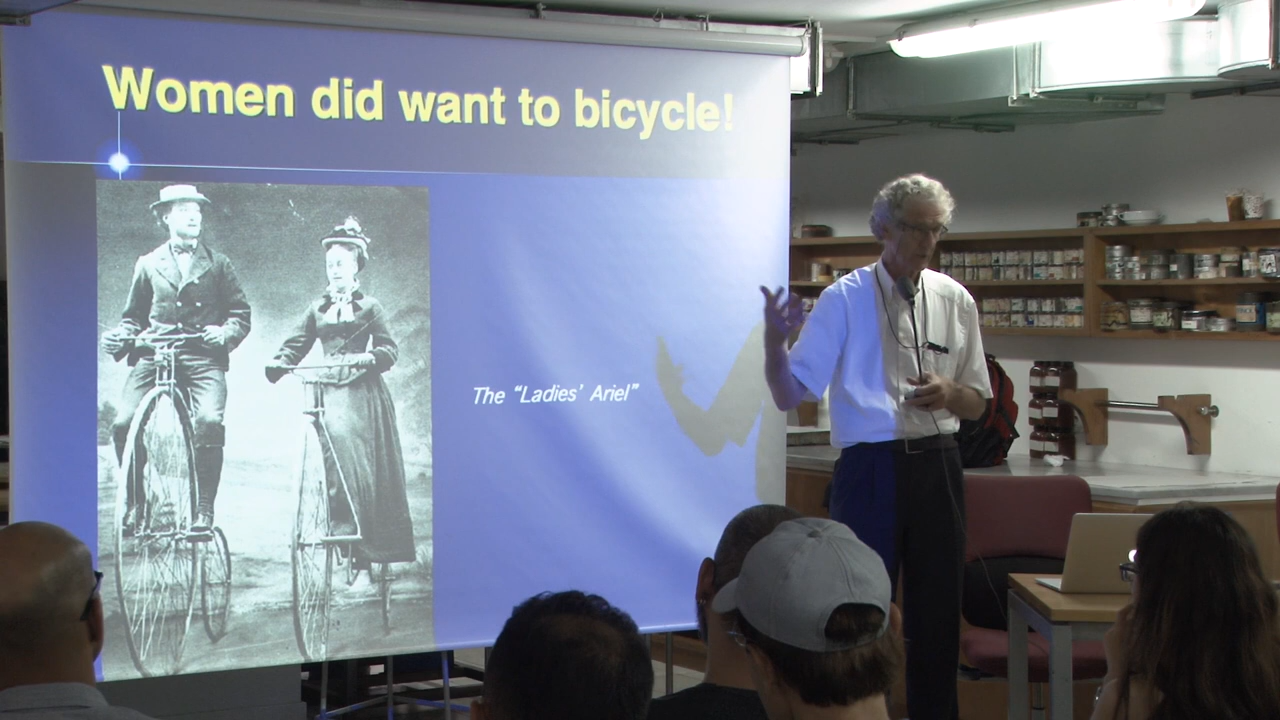 Women did want to bicycle!
The “Ladies’ Ariel”